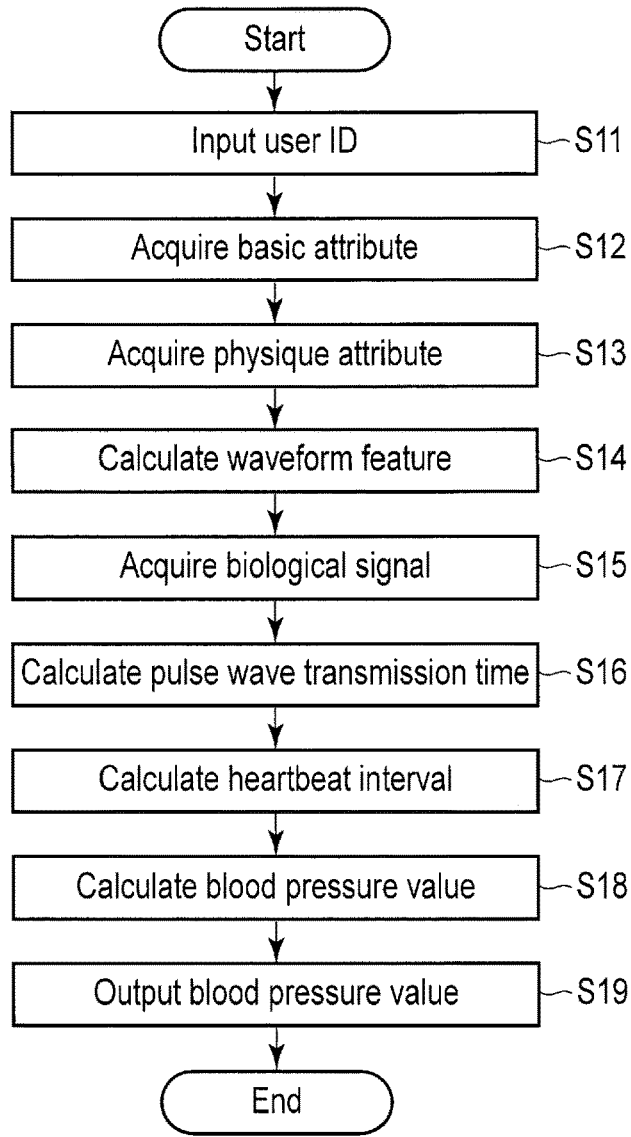 Start
Input user ID S11
Acquire basic attribute S12
Acquire physique attribute S13
Calculate waveform feature S14
Acquire biological signal S15
Calculate pulse wave transmission time S16
Calculate heartbeat interval S17
Calculate blood pressure value S18
Output blood pressure value S19
End